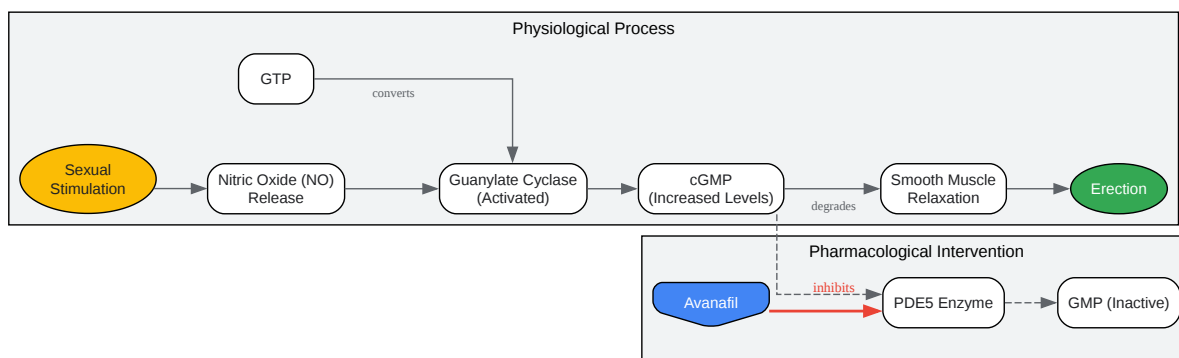 Physiological Process
GTP
converts
Sexual
Stimulation
Nitric Oxide (NO)
Release
Guanylate Cyclase
(Activated)
cGMP
(Increased Levels)
degrades
Smooth Muscle
Relaxation
Erection
Pharmacological Intervention
Avanafil
inhibits
PDE5 Enzyme
GMP (Inactive)